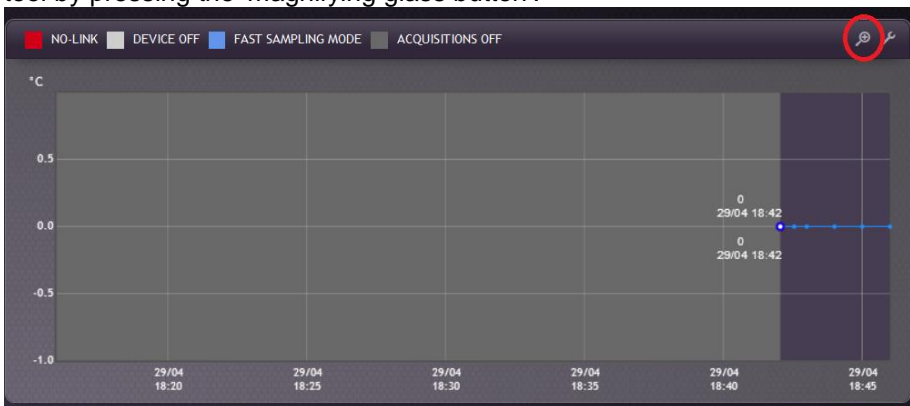 tool by pressing the 'magnifying glass button'.
NO-LINK DEVICE OFF FAST SAMPLING MODE ACQUISITIONS OFF
°C
0.5
0
29/04 18:42
0.0
0
29/04 18:42
-0.5
-1.0
29/04 29/04 29/04 29/04 29/04 29/04
18:20 18:25 18:30 18:35 18:40 18:45